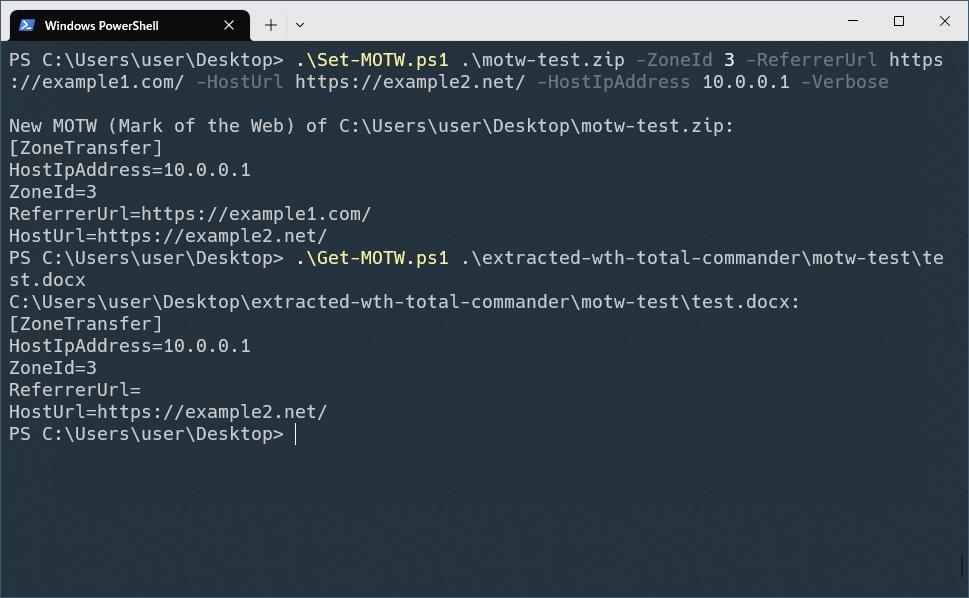 Windows PowerShell
PS C:\Users\user\Desktop> .\Set-MOTW.ps1 .\motw-test.zip -ZoneId 3 -ReferrerUrl https
://example1.com/ -HostUrl https://example2.net/ -HostIpAddress 10.0.0.1 -Verbose
New MOTW (Mark of the Web) of C:\Users\user\Desktop\motw-test.zip:
[ZoneTransfer]
HostIpAddress=10.0.0.1
ZoneId=3
ReferrerUrl=https://example1.com/
HostUrl=https://example2.net/
PS C:\Users\user\Desktop> .\Get-MOTW.ps1 .\extracted-wth-total-commander\motw-test\te
st.docx
C:\Users\user\Desktop\extracted-wth-total-commander\motw-test\test.docx:
[ZoneTransfer]
HostIpAddress=10.0.0.1
ZoneId=3
ReferrerUrl=
HostUrl=https://example2.net/
PS C:\Users\user\Desktop>